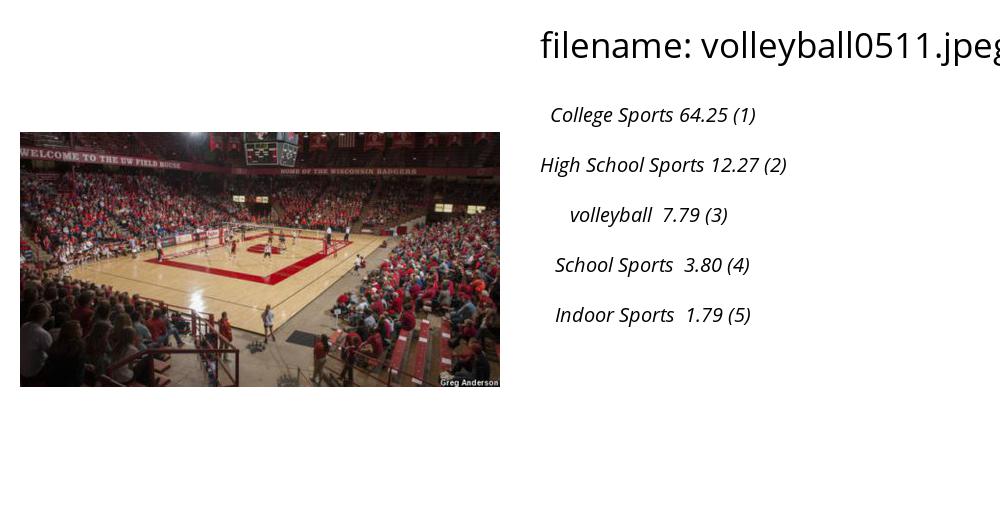 filename: volleyball0511.jpeg
College Sports 64.25 (1)
High School Sports 12.27 (2)
volleyball 7.79 (3)
School Sports 3.80 (4)
Indoor Sports 1.79 (5)
WELCOME TO THE UW FIELD HOUSE
HOME OF THE WISCONSIN BADGERS
Greg Anderson